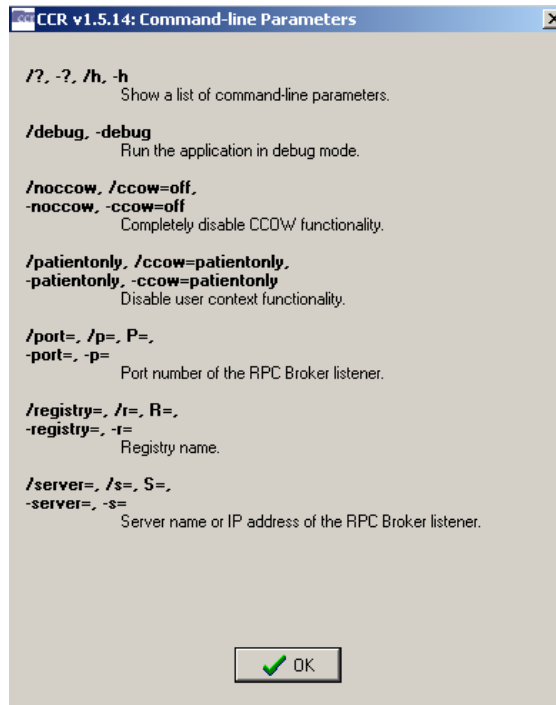 CCR v1.5.14: Command-line Parameters
/?, -?, /h, -h
Show a list of command-line parameters.
/debug, -debug
Run the application in debug mode.
/noccow, /ccow=off,
-noccow, -ccow=off
Completely disable CCOW functionality.
/patientonly, /ccow=patientonly,
-patientonly, -ccow=patientonly
Disable user context functionality.
/port=, /p=, P=,
-port=, -p=
Port number of the RPC Broker listener.
/registry=, /r=, R=,
-registry=, -r=
Registry name.
/server=, /s=, S=,
-server=, -s=
Server name or IP address of the RPC Broker listener.
OK